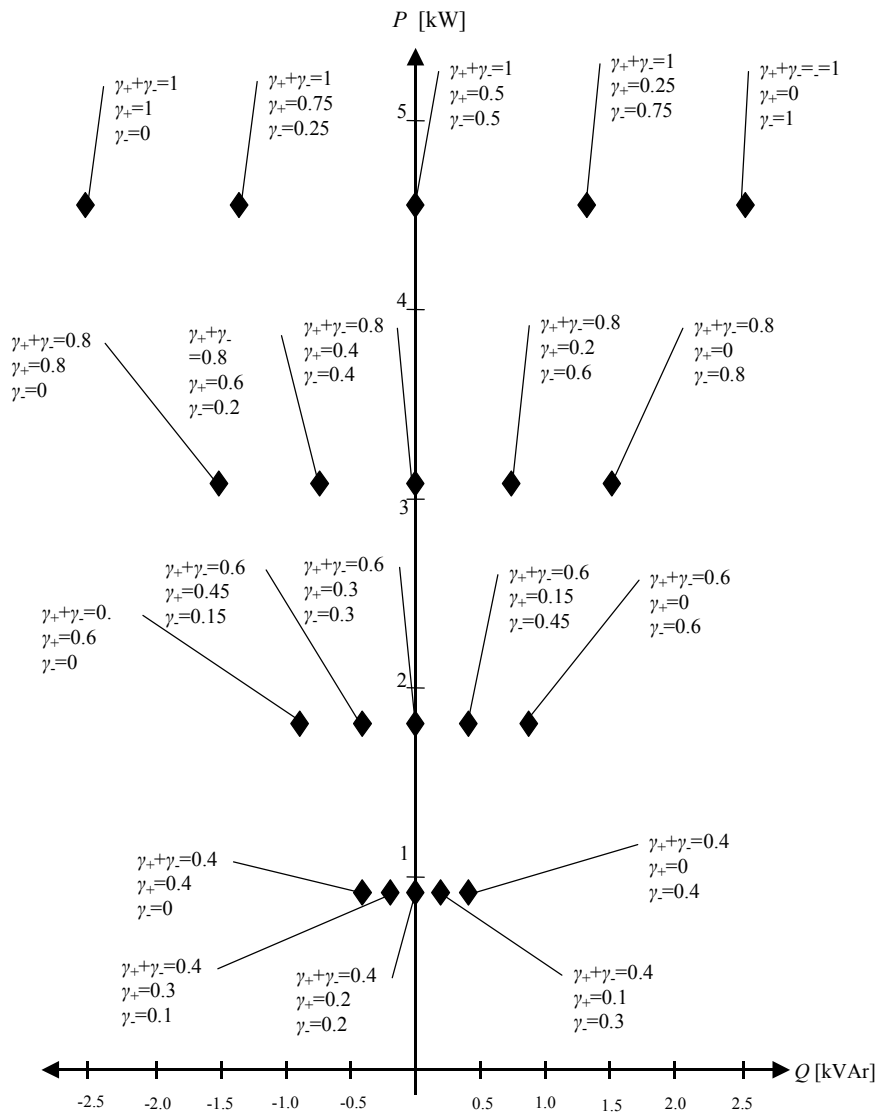 P [kW]
γ₊+γ₋=1
γ₊=1
γ₋=0
γ₊+γ₋=1
γ₊=0.75
γ₋=0.25
γ₊+γ₋=1
γ₊=0.5
γ₋=0.5
γ₊+γ₋=1
γ₊=0.25
γ₋=0.75
γ₊+γ₋=₋=1
γ₊=0
γ₋=1
5
4
γ₊+γ₋=0.8
γ₊=0.8
γ₋=0
γ₊+γ₋
=0.8
γ₊=0.6
γ₋=0.2
γ₊+γ₋=0.8
γ₊=0.4
γ₋=0.4
γ₊+γ₋=0.8
γ₊=0.2
γ₋=0.6
γ₊+γ₋=0.8
γ₊=0
γ₋=0.8
3
γ₊+γ₋=0.
γ₊=0.6
γ₋=0
γ₊+γ₋=0.6
γ₊=0.45
γ₋=0.15
γ₊+γ₋=0.6
γ₊=0.3
γ₋=0.3
γ₊+γ₋=0.6
γ₊=0.15
γ₋=0.45
γ₊+γ₋=0.6
γ₊=0
γ₋=0.6
2
1
γ₊+γ₋=0.4
γ₊=0.4
γ₋=0
γ₊+γ₋=0.4
γ₊=0
γ₋=0.4
γ₊+γ₋=0.4
γ₊=0.3
γ₋=0.1
γ₊+γ₋=0.4
γ₊=0.2
γ₋=0.2
γ₊+γ₋=0.4
γ₊=0.1
γ₋=0.3
Q [kVAr]
-2.5 -2.0 -1.5 -1.0 -0.5 0.5 1.0 1.5 2.0 2.5